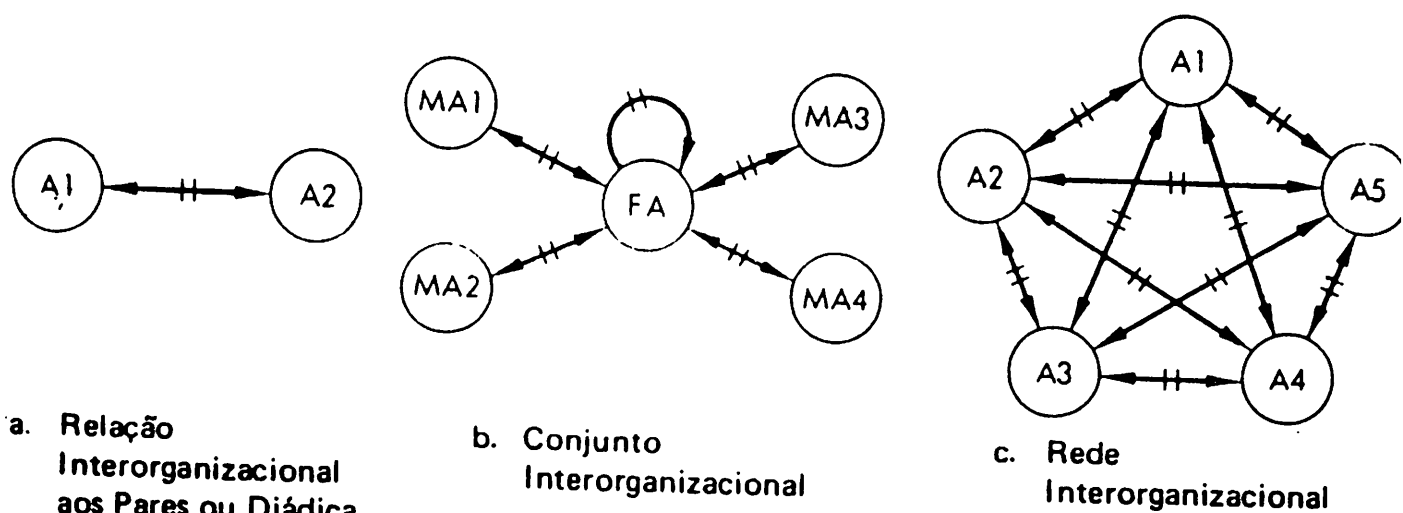 A1
A2
MA1
MA2
FA
MA3
MA4
A1
A2
A5
A3
A4
a. Relação
Interorganizacional
aos Pares ou Diádica
b. Conjunto
Interorganizacional
c. Rede
Interorganizacional